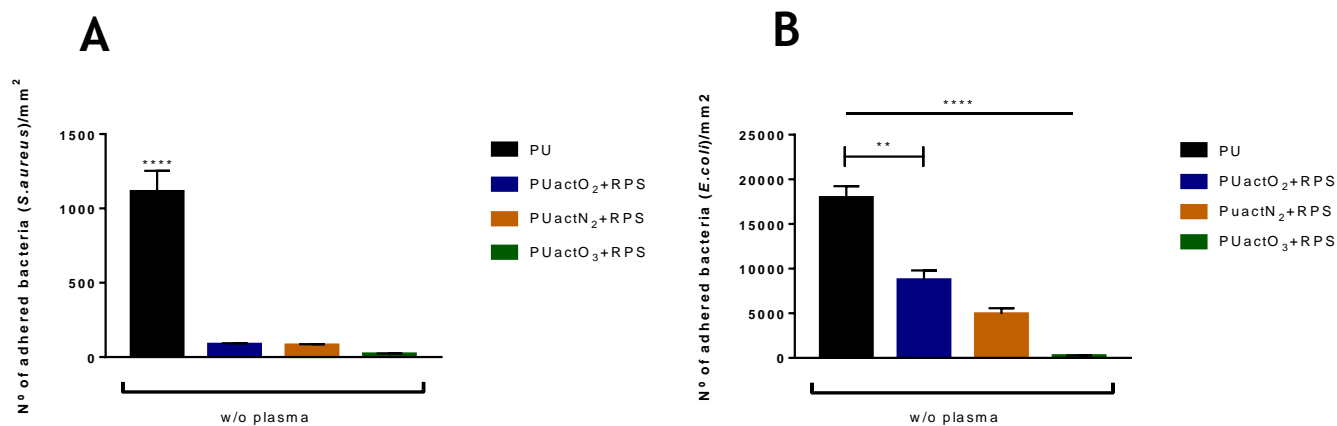 A
Nº of adhered bacteria (S.aureus)/mm²
1500
1000
500
0
****
w/o plasma
PU
PUactO₂+RPS
PUactN₂+RPS
PUactO₃+RPS
B
Nº of adhered bacteria (E.coli)/mm2
25000
20000
15000
10000
5000
0
****
**
w/o plasma
PU
PUactO₂+RPS
PuactN₂+RPS
PUactO₃+RPS